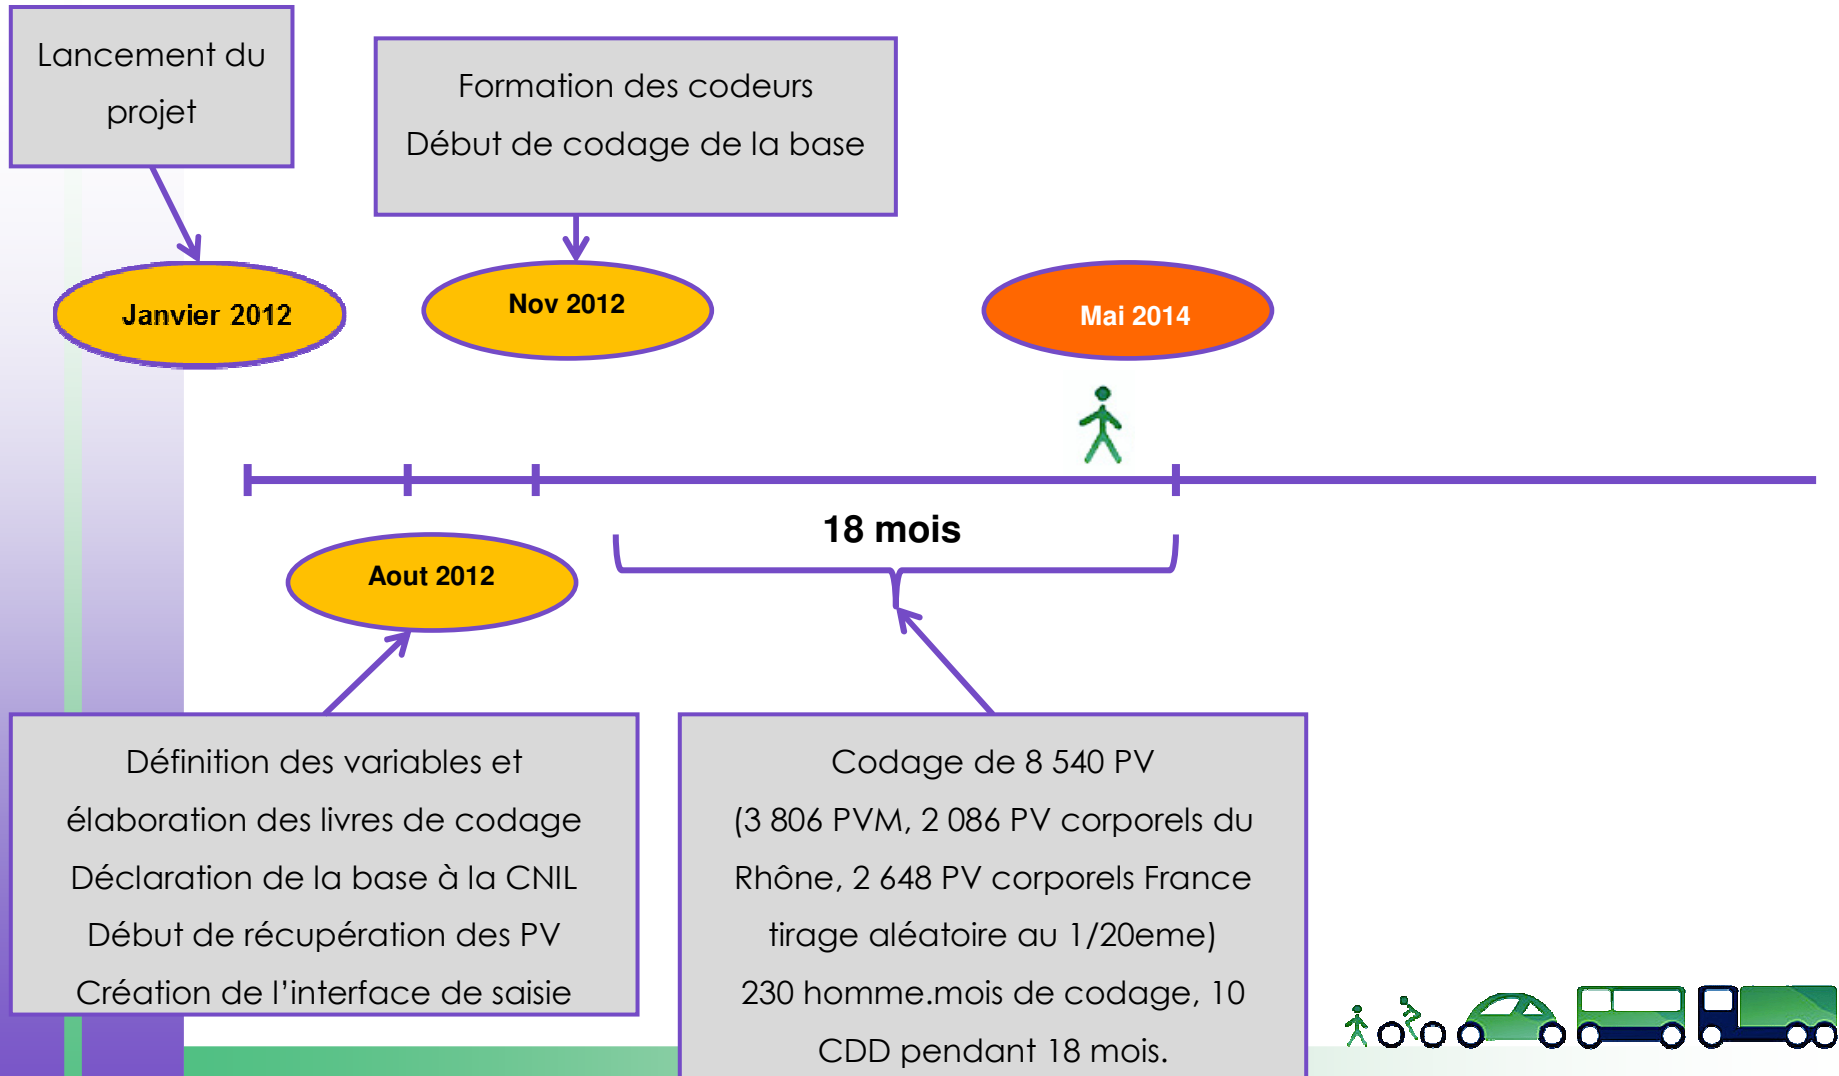 Lancement du
projet
Formation des codeurs
Début de codage de la base
Janvier 2012
Nov 2012
Mai 2014
18 mois
Aout 2012
Définition des variables et
élaboration des livres de codage
Déclaration de la base à la CNIL
Début de récupération des PV
Création de l'interface de saisie
Codage de 8 540 PV
(3 806 PVM, 2 086 PV corporels du
Rhône, 2 648 PV corporels France
tirage aléatoire au 1/20eme)
230 homme.mois de codage, 10
CDD pendant 18 mois.